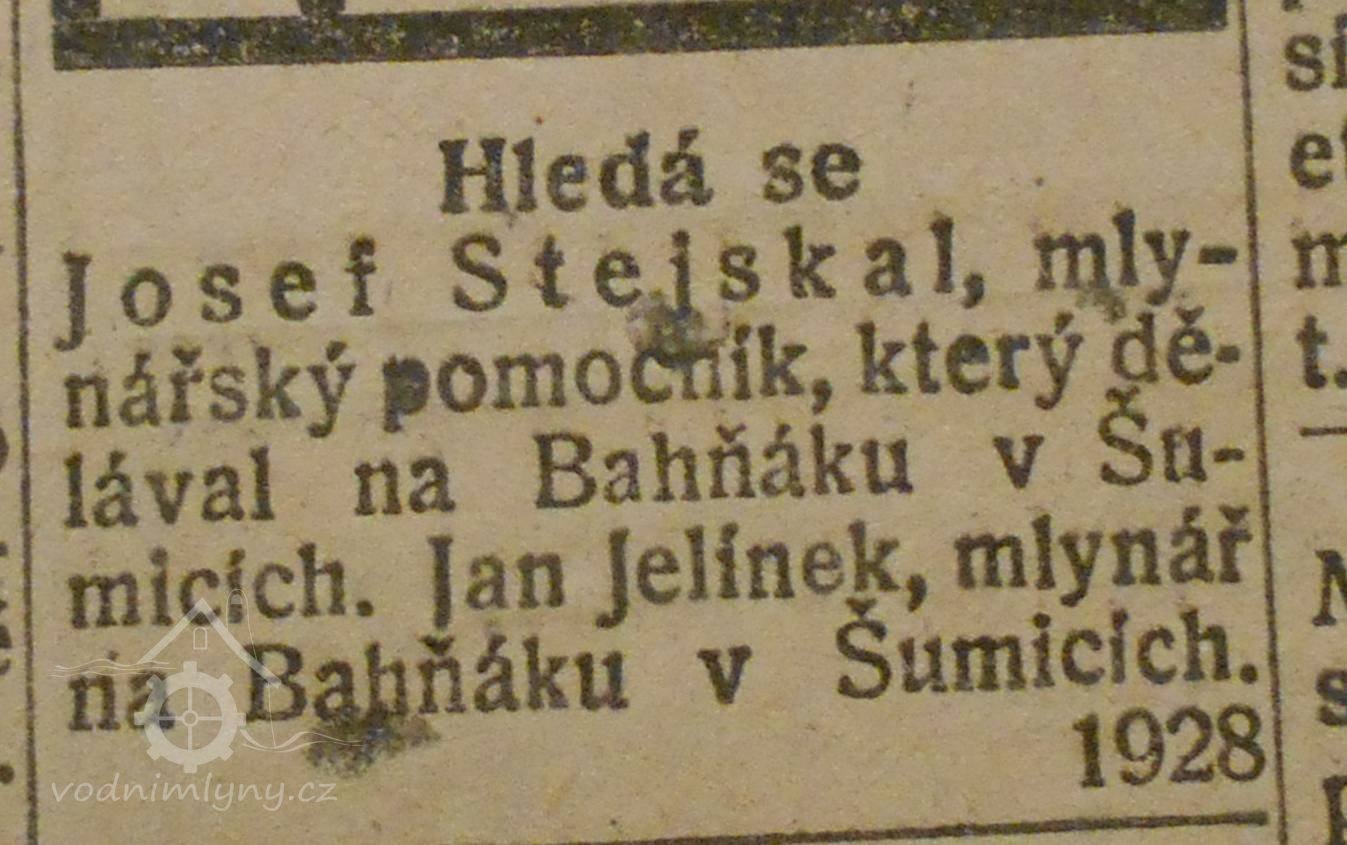 Hledá se
Josef Stejskal, mly-
nářský pomocník, který dě-
lával na Bahňáku v Šu-
micích. Jan Jelínek, mlynář
na Bahňáku v Šumicích.
1928
vodnimlyny.cz